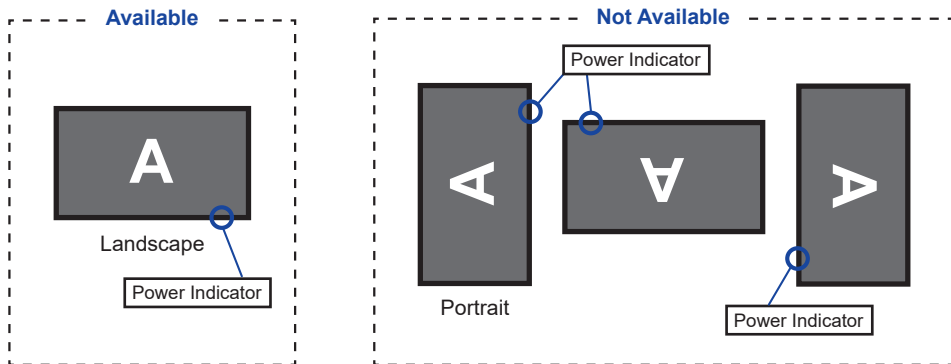 Available
Not Available
Power Indicator
A
A
A
A
Landscape
Power Indicator
Portrait
Power Indicator